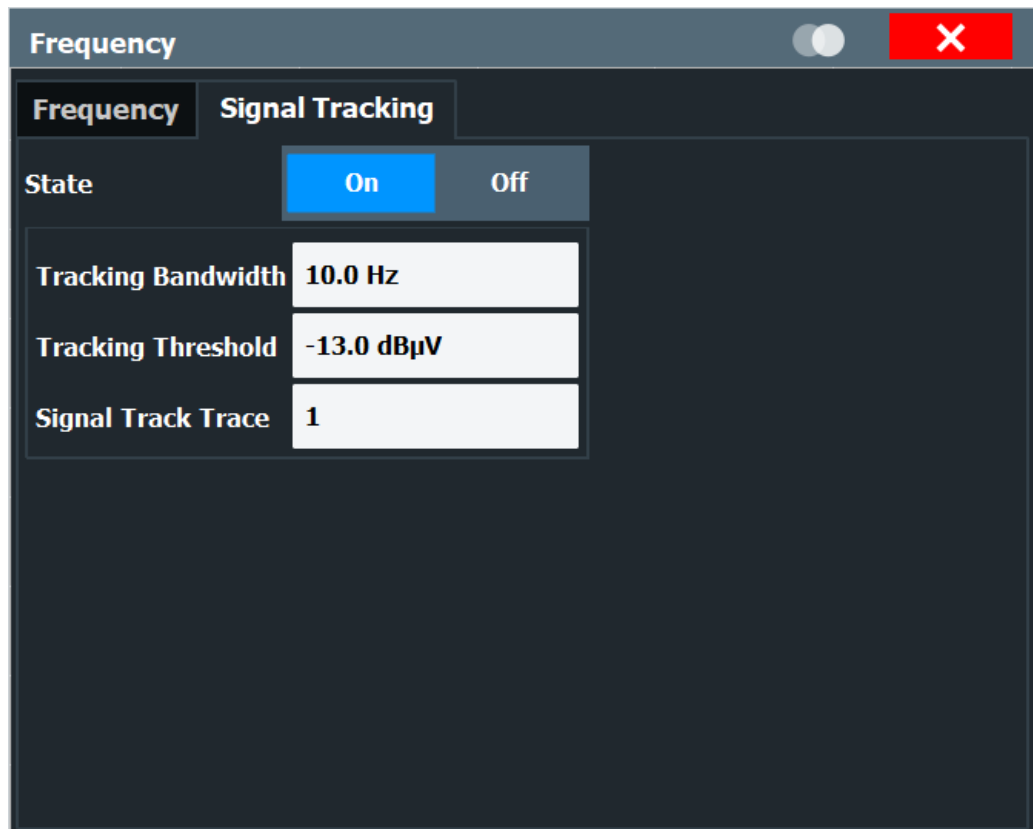 Frequency
Frequency Signal Tracking
State On Off
Tracking Bandwidth 10.0 Hz
Tracking Threshold -13.0 dBµV
Signal Track Trace 1